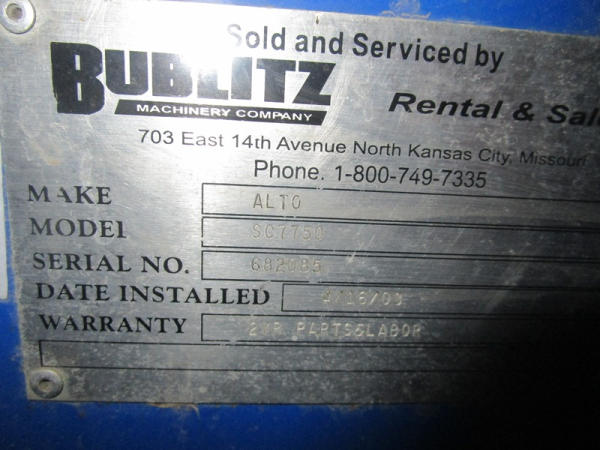 Sold and Serviced by
BUBLITZ
MACHINERY COMPANY
Rental &
703 East 14th Avenue North Kansas City, Missouri
Phone. 1-800-749-7335
MAKE ALTO
MODEL SC7750
SERIAL NO. 682085
DATE INSTALLED
WARRANTY 2YR PARTS&LABOR